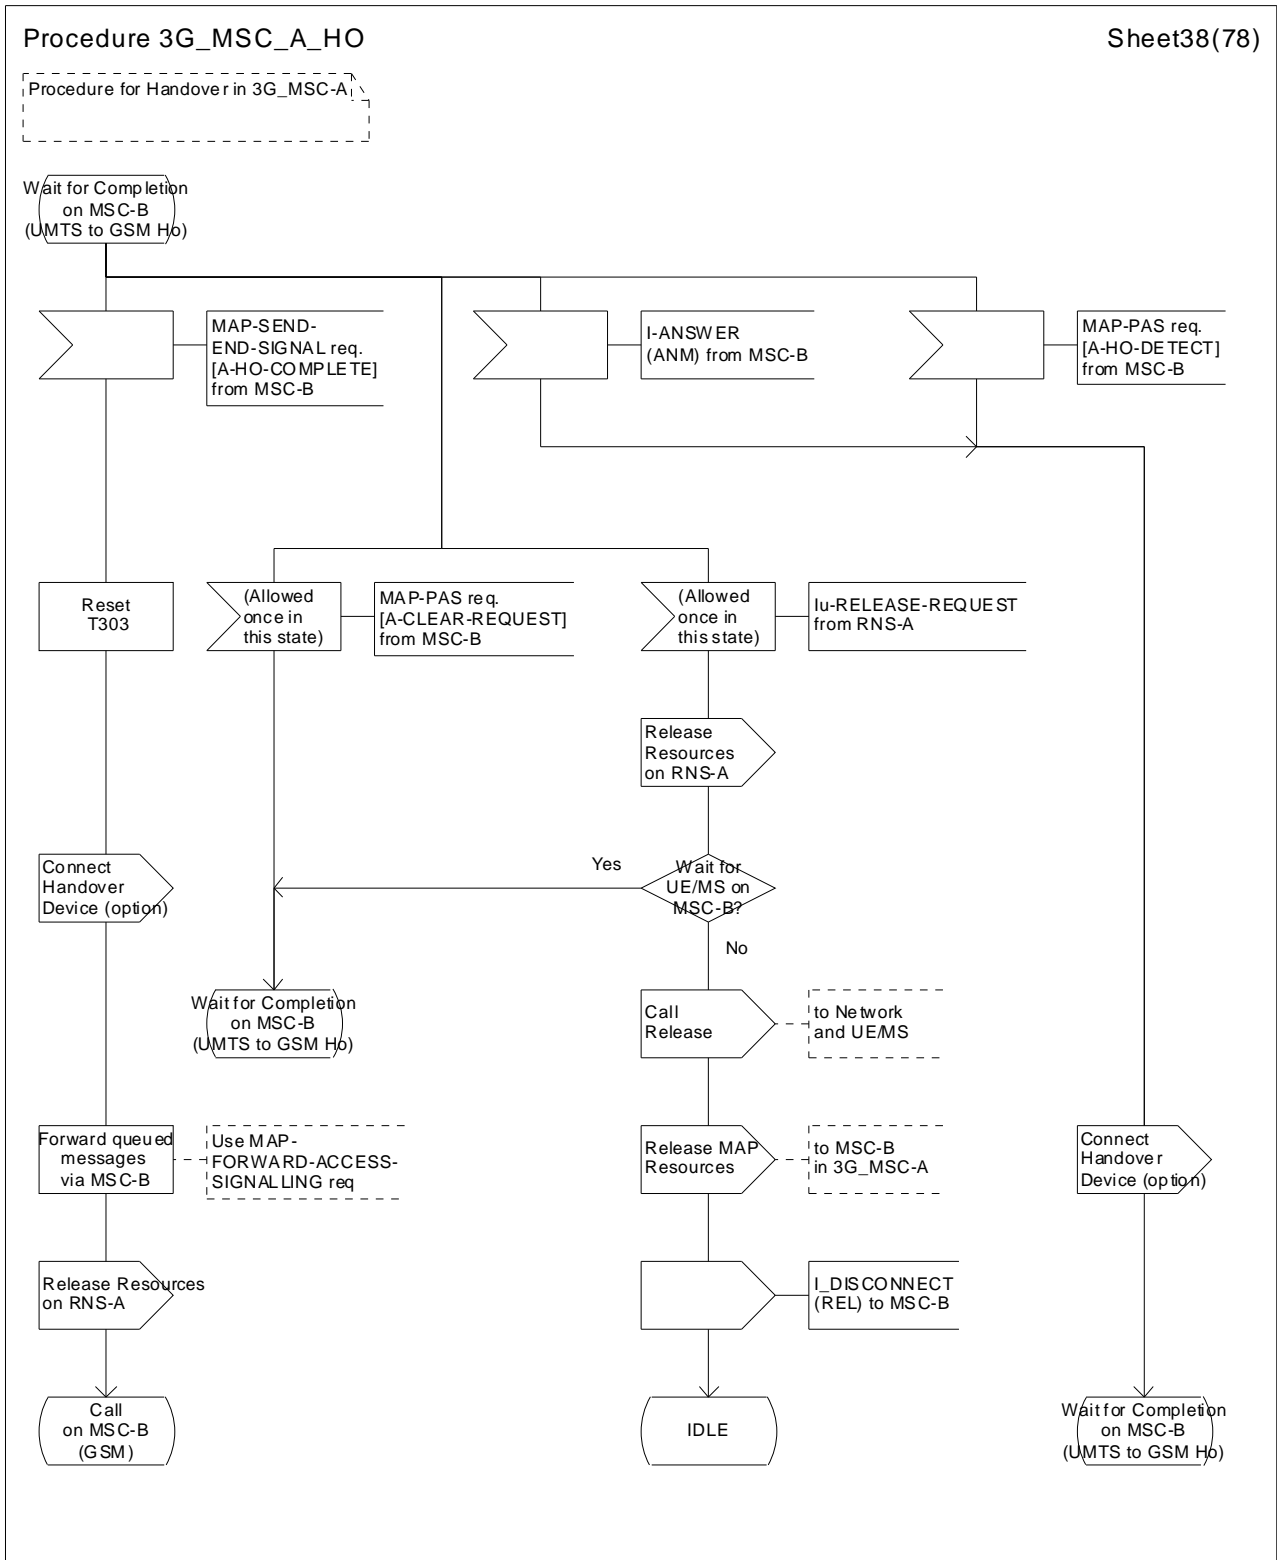 Procedure 3G_MSC_A_HO
Sheet38(78)
Procedure for Handover in 3G_MSC-A
Wait for Completion
on MSC-B
(UMTS to GSM Ho)
MAP-SEND-
END-SIGNAL req.
[A-HO-COMPLETE]
from MSC-B
I-ANSWER
(ANM) from MSC-B
MAP-PAS req.
[A-HO-DETECT]
from MSC-B
Reset
T303
(Allowed
once in
this state)
MAP-PAS req.
[A-CLEAR-REQUEST]
from MSC-B
(Allowed
once in
this state)
Iu-RELEASE-REQUEST
from RNS-A
Release
Resources
on RNS-A
Connect
Handover
Device (option)
Yes
Wait for
UE/MS on
MSC-B?
No
Wait for Completion
on MSC-B
(UMTS to GSM Ho)
Call
Release
to Network
and UE/MS
Forward queued
messages
via MSC-B
Use MAP-
FORWARD-ACCESS-
SIGNALLING req
Release MAP
Resources
to MSC-B
in 3G_MSC-A
Connect
Handover
Device (option)
Release Resources
on RNS-A
I_DISCONNECT
(REL) to MSC-B
Call
on MSC-B
(GSM)
IDLE
Wait for Completion
on MSC-B
(UMTS to GSM Ho)